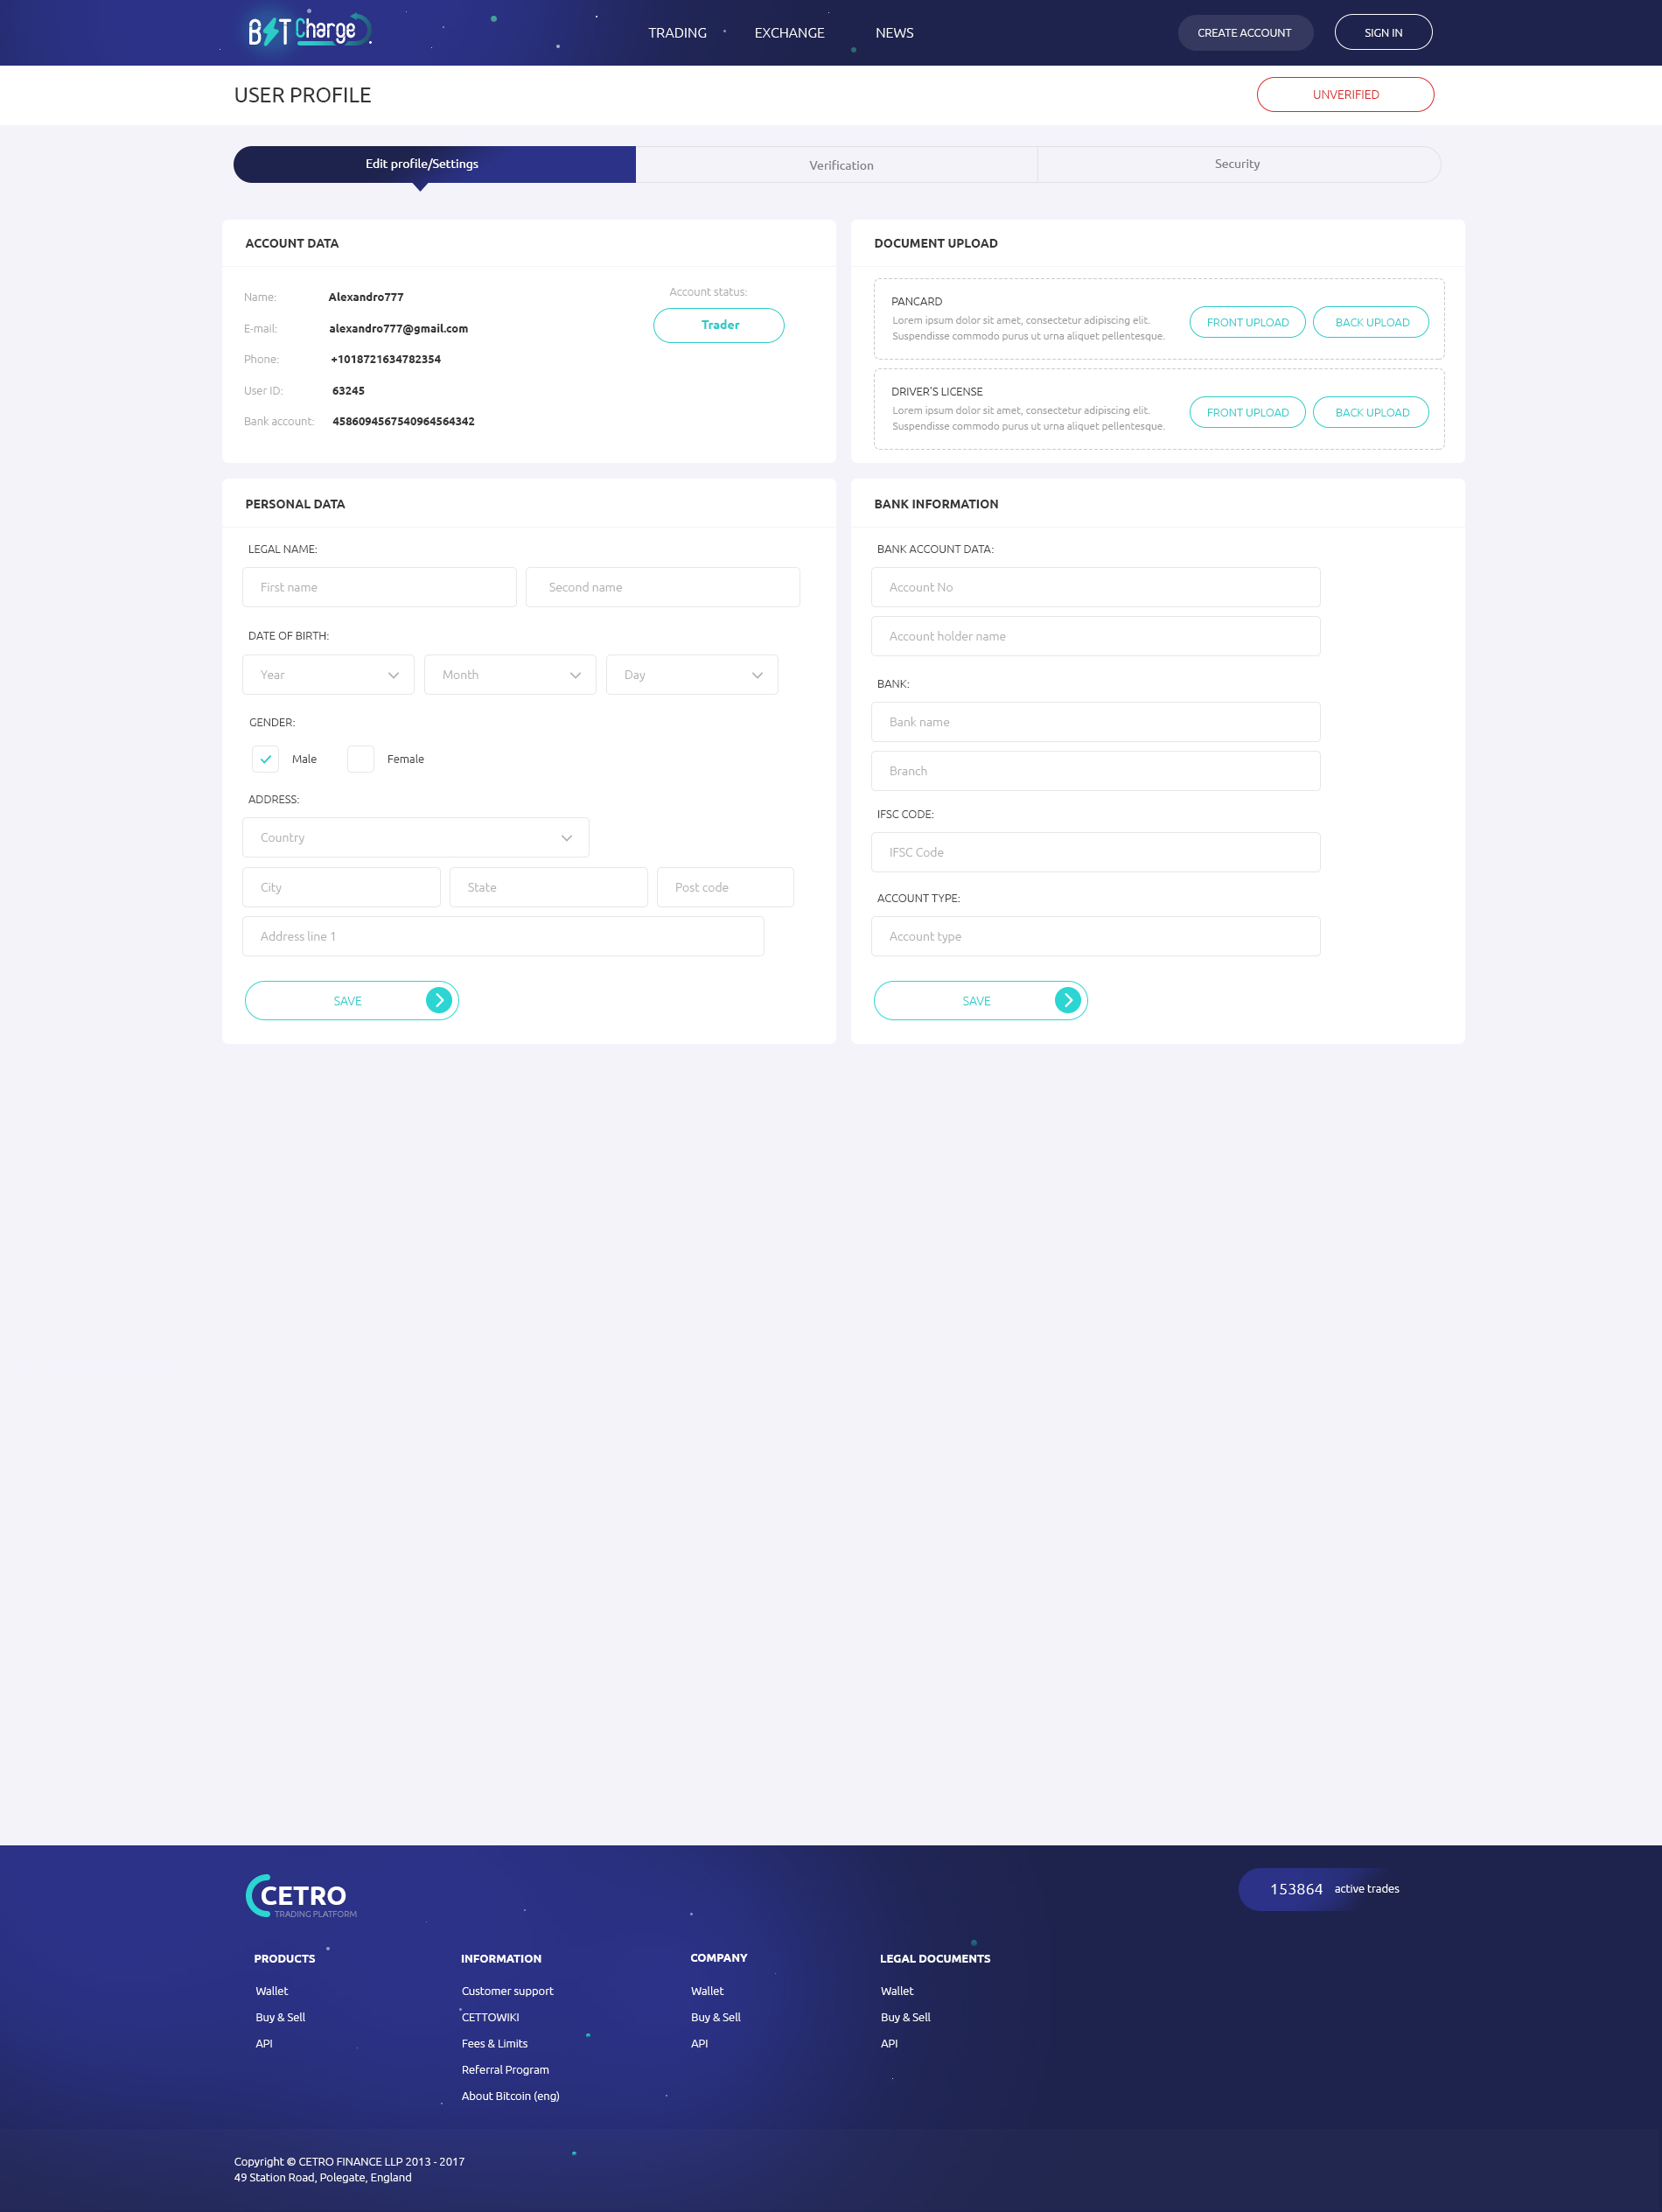 BIT Charge
TRADING
EXCHANGE
NEWS
CREATE ACCOUNT
SIGN IN
USER PROFILE
UNVERIFIED
Edit profile/Settings
Verification
Security
ACCOUNT DATA
Name: Alexandro777
E-mail: alexandro777@gmail.com
Phone: +1018721634782354
User ID: 63245
Bank account: 4586094567540964564342
Account status:
Trader
DOCUMENT UPLOAD
PANCARD
Lorem ipsum dolor sit amet, consectetur adipiscing elit.
Suspendisse commodo purus ut urna aliquet pellentesque.
FRONT UPLOAD
BACK UPLOAD
DRIVER'S LICENSE
Lorem ipsum dolor sit amet, consectetur adipiscing elit.
Suspendisse commodo purus ut urna aliquet pellentesque.
FRONT UPLOAD
BACK UPLOAD
PERSONAL DATA
LEGAL NAME:
First name
Second name
DATE OF BIRTH:
Year
Month
Day
GENDER:
Male
Female
ADDRESS:
Country
City
State
Post code
Address line 1
SAVE
BANK INFORMATION
BANK ACCOUNT DATA:
Account No
Account holder name
BANK:
Bank name
Branch
IFSC CODE:
IFSC Code
ACCOUNT TYPE:
Account type
SAVE
CETRO
TRADING PLATFORM
153864 active trades
PRODUCTS
Wallet
Buy & Sell
API
INFORMATION
Customer support
CETTOWIKI
Fees & Limits
Referral Program
About Bitcoin (eng)
COMPANY
Wallet
Buy & Sell
API
LEGAL DOCUMENTS
Wallet
Buy & Sell
API
Copyright © CETRO FINANCE LLP 2013 - 2017
49 Station Road, Polegate, England